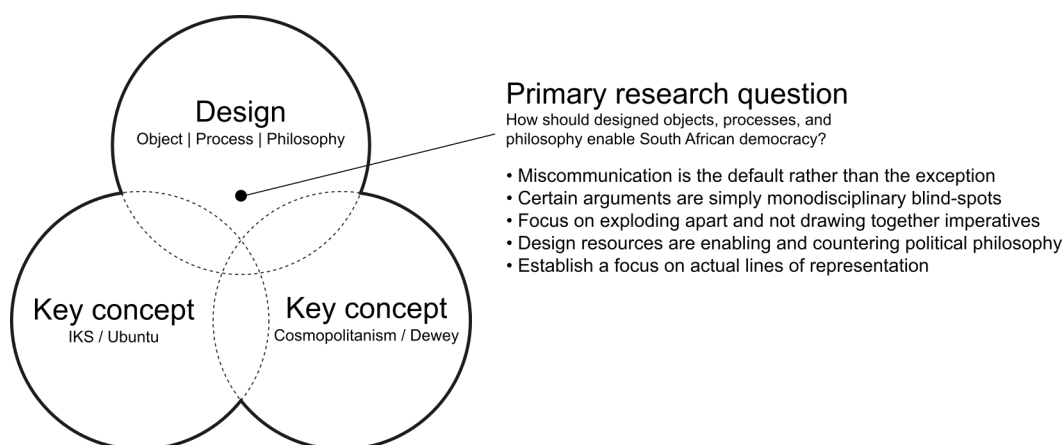 Design
Object | Process | Philosophy
Key concept
IKS / Ubuntu
Key concept
Cosmopolitanism / Dewey
Primary research question
How should designed objects, processes, and
philosophy enable South African democracy?
• Miscommunication is the default rather than the exception
• Certain arguments are simply monodisciplinary blind-spots
• Focus on exploding apart and not drawing together imperatives
• Design resources are enabling and countering political philosophy
• Establish a focus on actual lines of representation